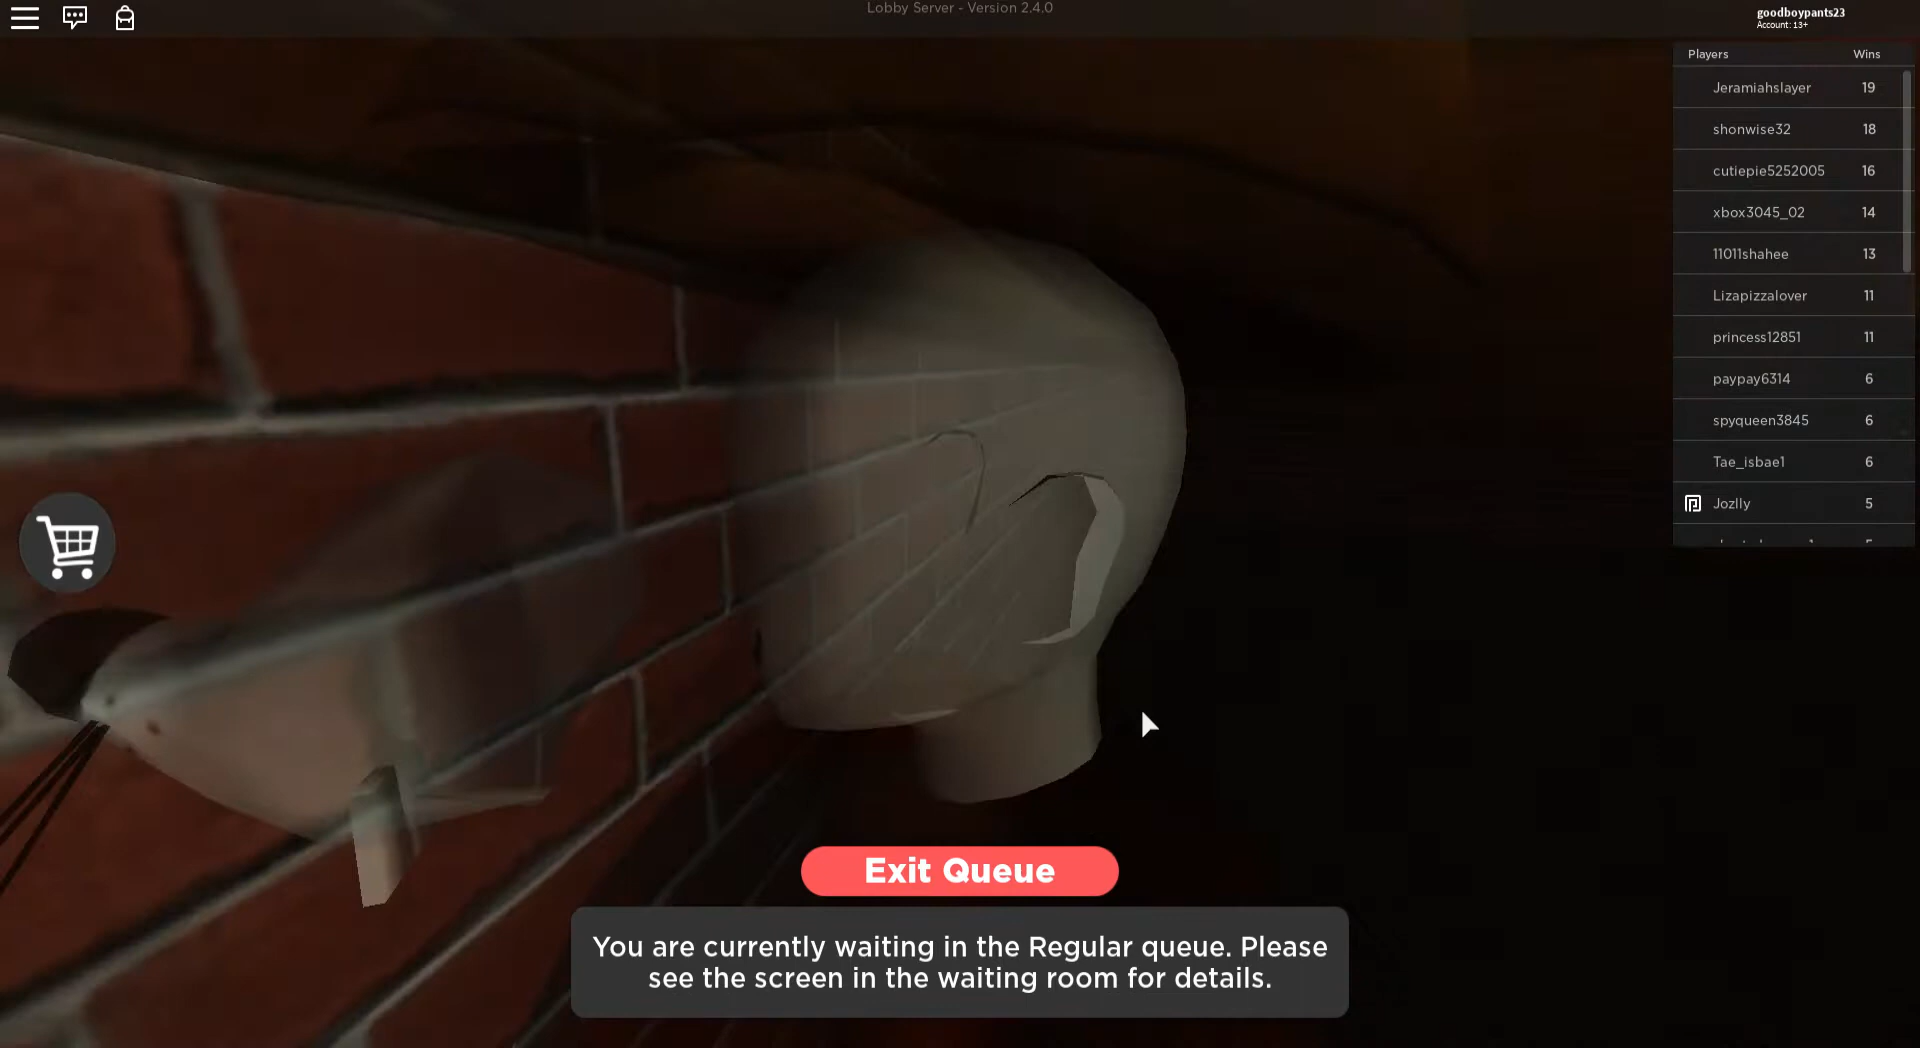 Lobby Server - Version 2.4.0
goodboypants23
Account: 13+
Players Wins
Jeramiahslayer 19
shonwise32 18
cutiepie5252005 16
xbox3045_02 14
11011shahee 13
Lizapizzalover 11
princess12851 11
paypay6314 6
spyqueen3845 6
Tae_isbae1 6
Jozlly 5
5
Exit Queue
You are currently waiting in the Regular queue. Please
see the screen in the waiting room for details.